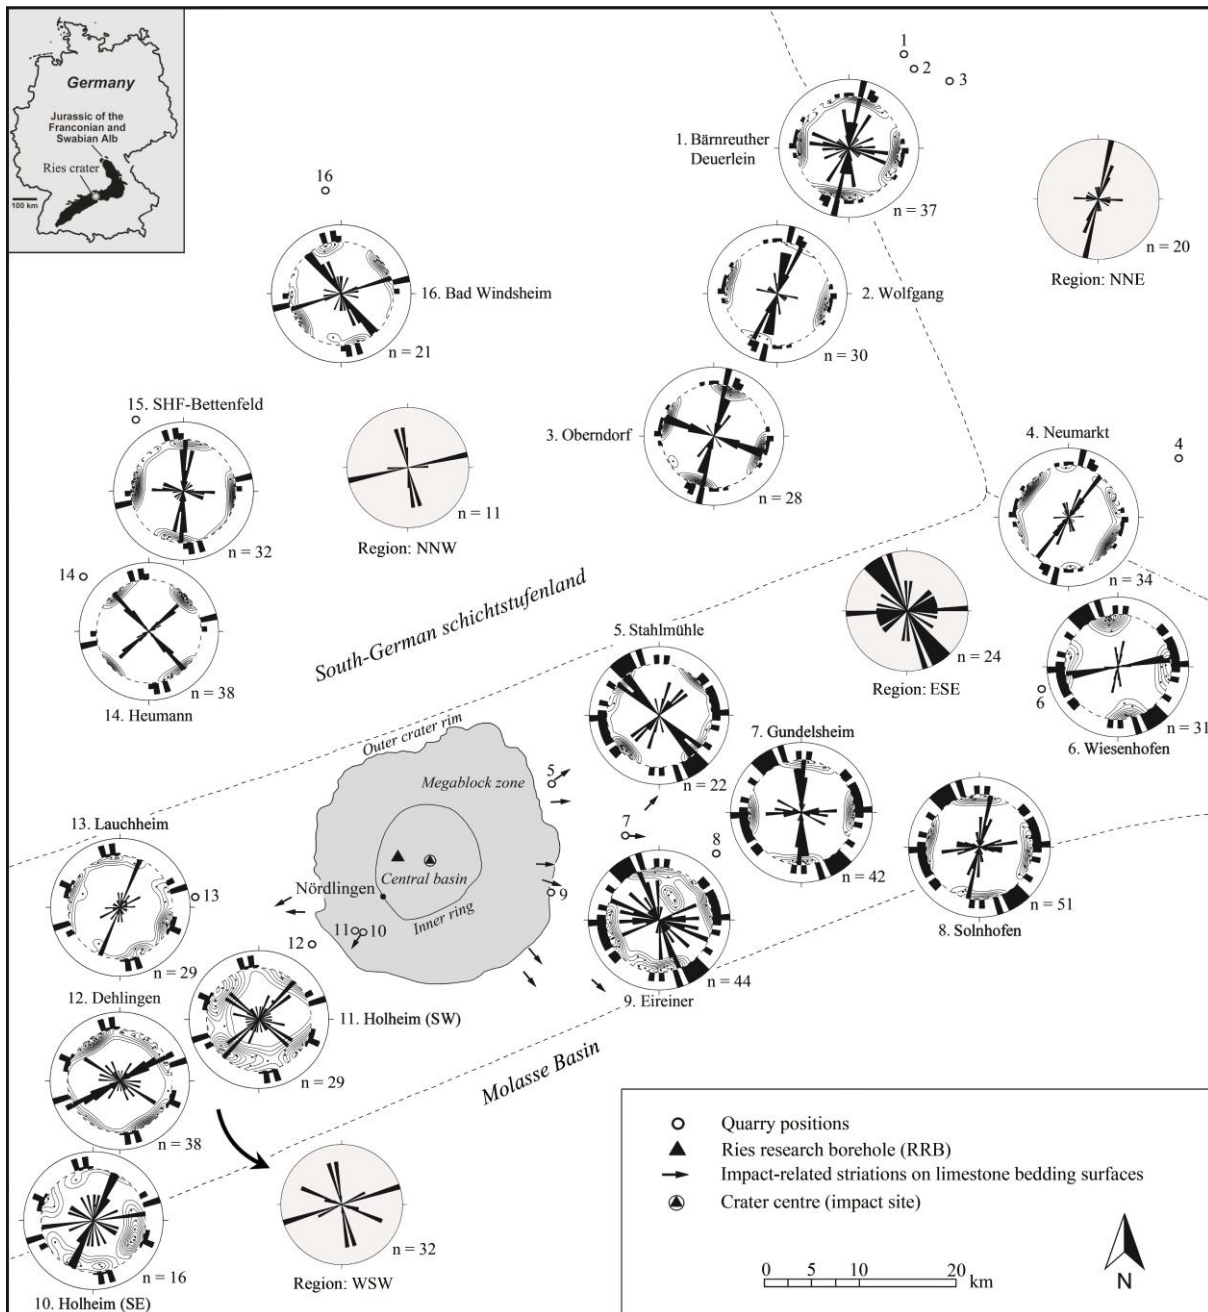 Germany
Jurassic of the
Franconian and
Swabian Alb
Ries crater
100 km
1
2
3
1. Bärnreuther
Deuerlein
n = 37
n = 20
Region: NNE
16
16. Bad Windsheim
n = 21
2. Wolfgang
n = 30
15. SHF-Bettenfeld
n = 32
n = 11
Region: NNW
3. Oberndorf
n = 28
4. Neumarkt
4
n = 34
14
n = 38
14. Heumann
South-German schichtstufenland
5. Stahlmühle
n = 22
n = 24
Region: ESE
6
n = 31
6. Wiesenhofen
Outer crater rim
Megablock zone
5
7. Gundelsheim
n = 42
7
8
n = 51
8. Solnhofen
13. Lauchheim
13
n = 29
Nördlingen
Central basin
Inner ring
9
11
10
12
n = 44
9. Eireiner
12. Dehlingen
n = 38
11. Holheim (SW)
n = 29
Molasse Basin
n = 16
10. Holheim (SE)
n = 32
Region: WSW
Quarry positions
Ries research borehole (RRB)
Impact-related striations on limestone bedding surfaces
Crater centre (impact site)
0 10 20
km
N